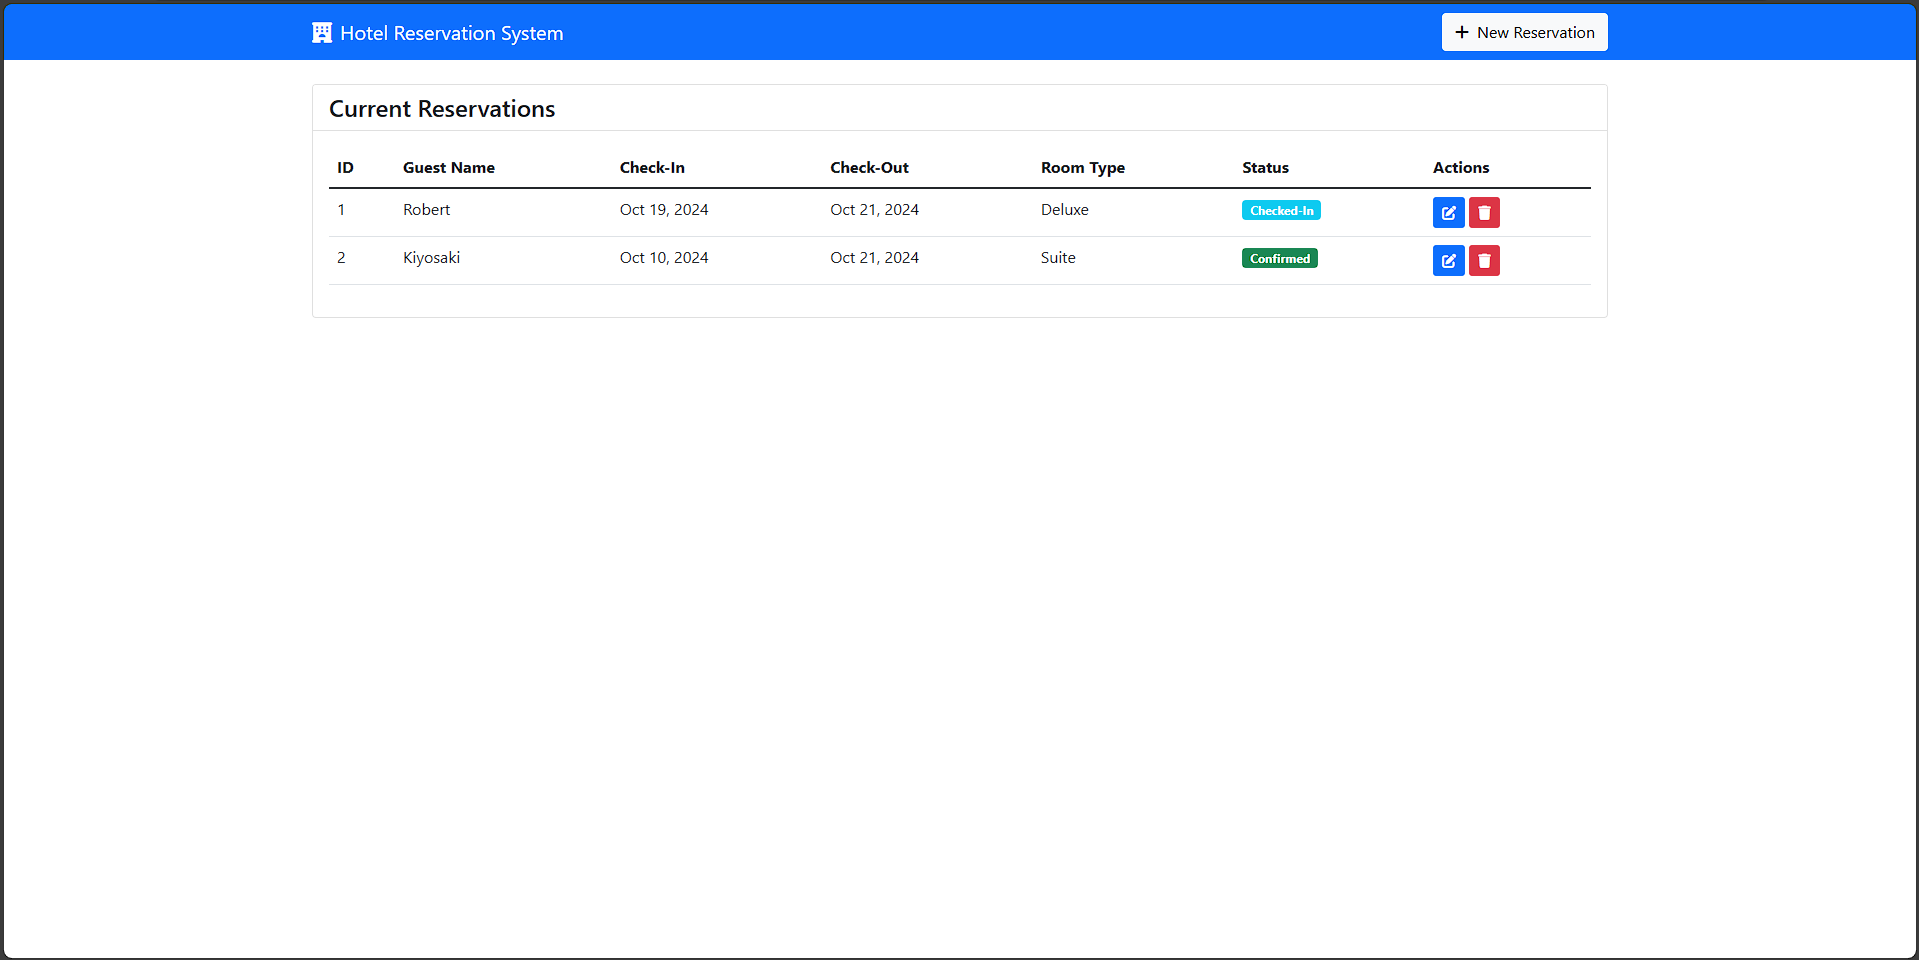 Hotel Reservation System
New Reservation
Current Reservations
ID Guest Name Check-In Check-Out Room Type Status Actions
1 Robert Oct 19, 2024 Oct 21, 2024 Deluxe Checked-In
2 Kiyosaki Oct 10, 2024 Oct 21, 2024 Suite Confirmed